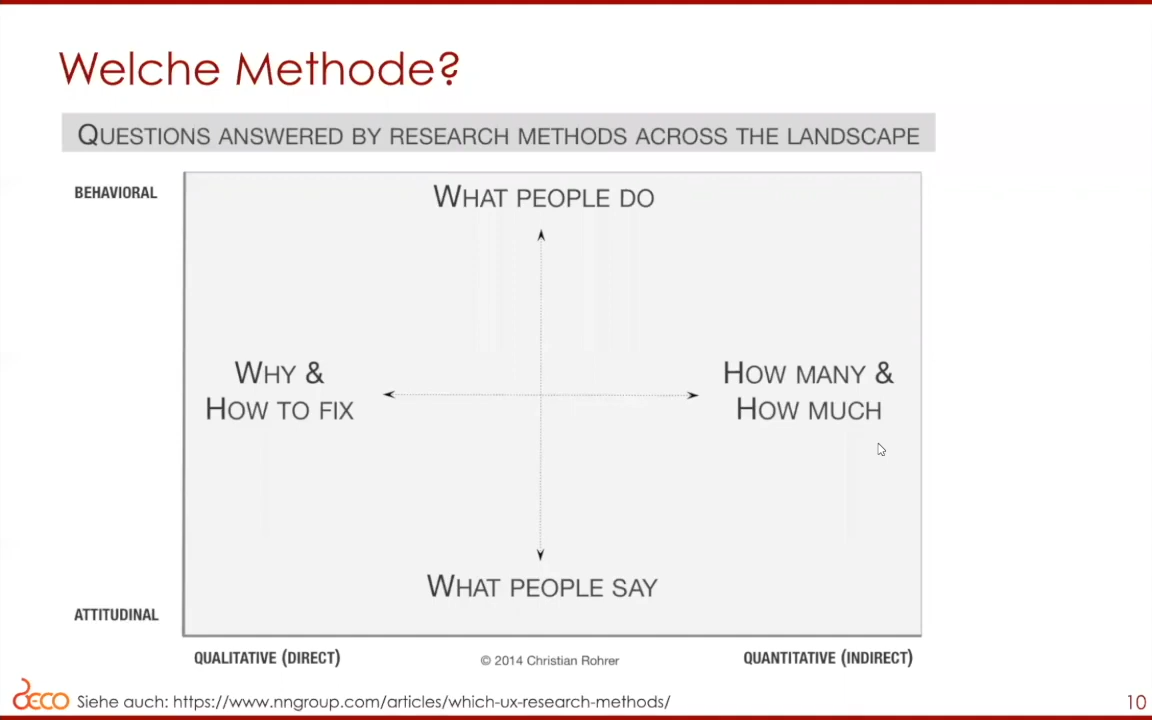 Welche Methode?
QUESTIONS ANSWERED BY RESEARCH METHODS ACROSS THE LANDSCAPE
BEHAVIORAL
WHAT PEOPLE DO
WHY &
HOW TO FIX
HOW MANY &
HOW MUCH
WHAT PEOPLE SAY
ATTITUDINAL
QUALITATIVE (DIRECT)
© 2014 Christian Rohrer
QUANTITATIVE (INDIRECT)
DECO
Siehe auch: https://www.nngroup.com/articles/which-ux-research-methods/
10